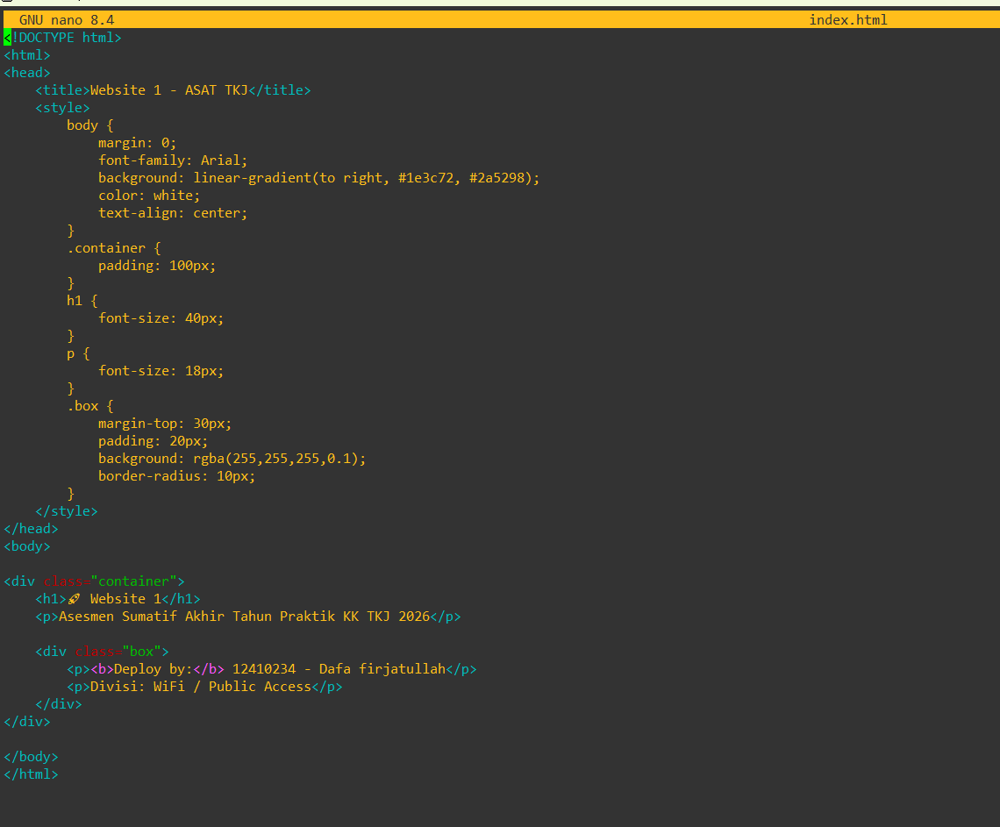 GNU nano 8.4 index.html
<!DOCTYPE html>
<html>
<head>
    <title>Website 1 - ASAT TKJ</title>
    <style>
        body {
            margin: 0;
            font-family: Arial;
            background: linear-gradient(to right, #1e3c72, #2a5298);
            color: white;
            text-align: center;
        }
        .container {
            padding: 100px;
        }
        h1 {
            font-size: 40px;
        }
        p {
            font-size: 18px;
        }
        .box {
            margin-top: 30px;
            padding: 20px;
            background: rgba(255,255,255,0.1);
            border-radius: 10px;
        }
    </style>
</head>
<body>

<div class="container">
    <h1>🚀 Website 1</h1>
    <p>Asesmen Sumatif Akhir Tahun Praktik KK TKJ 2026</p>

    <div class="box">
        <p><b>Deploy by:</b> 12410234 - Dafa firjatullah</p>
        <p>Divisi: WiFi / Public Access</p>
    </div>
</div>

</body>
</html>